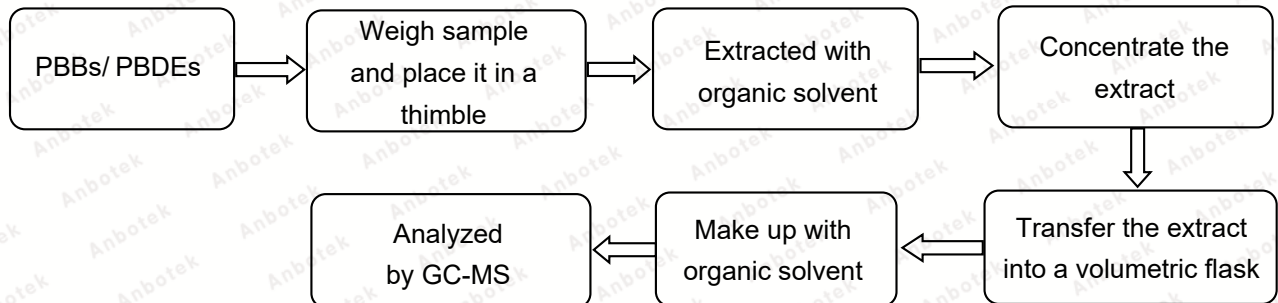 PBBs/ PBDEs
Weigh sample
and place it in a
thimble
Extracted with
organic solvent
Concentrate the
extract
Transfer the extract
into a volumetric flask
Make up with
organic solvent
Analyzed
by GC-MS
Anbotek